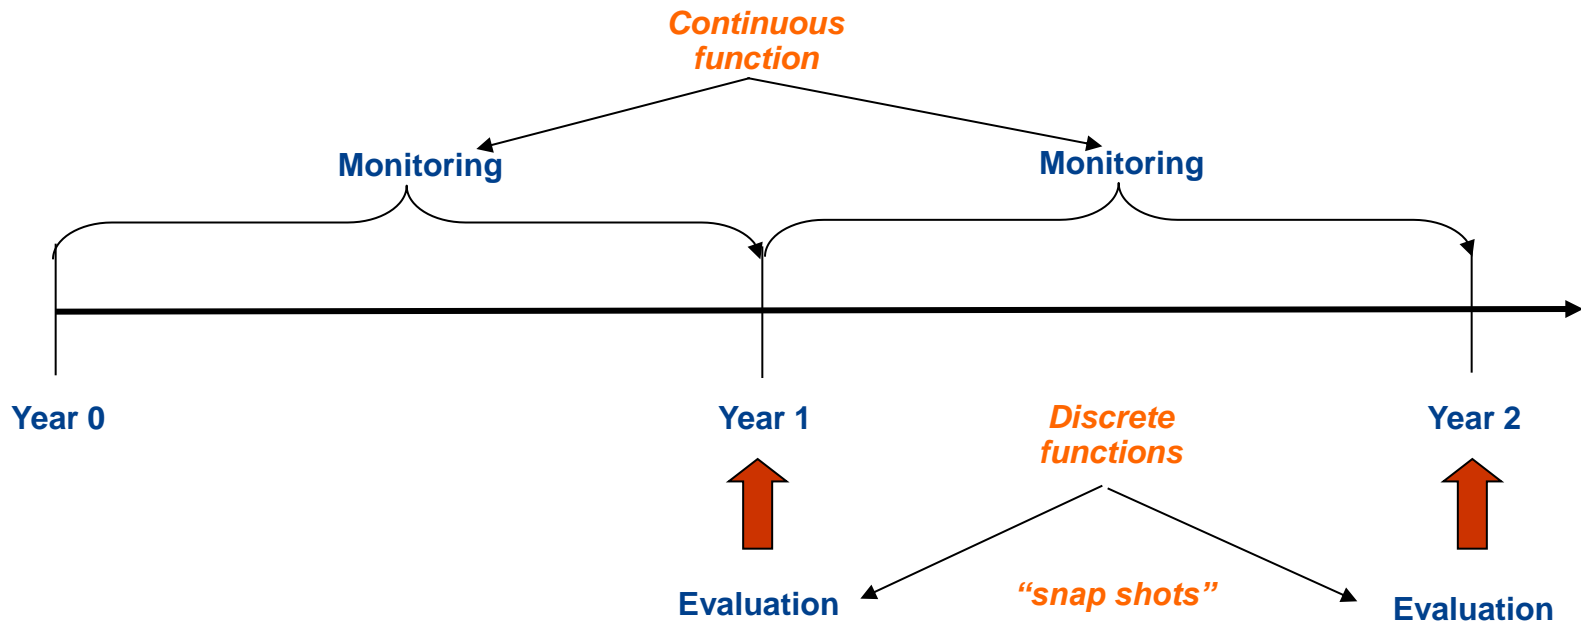 Continuous
function
Monitoring
Monitoring
Year 0
Year 1
Discrete
functions
Year 2
Evaluation
“snap shots”
Evaluation